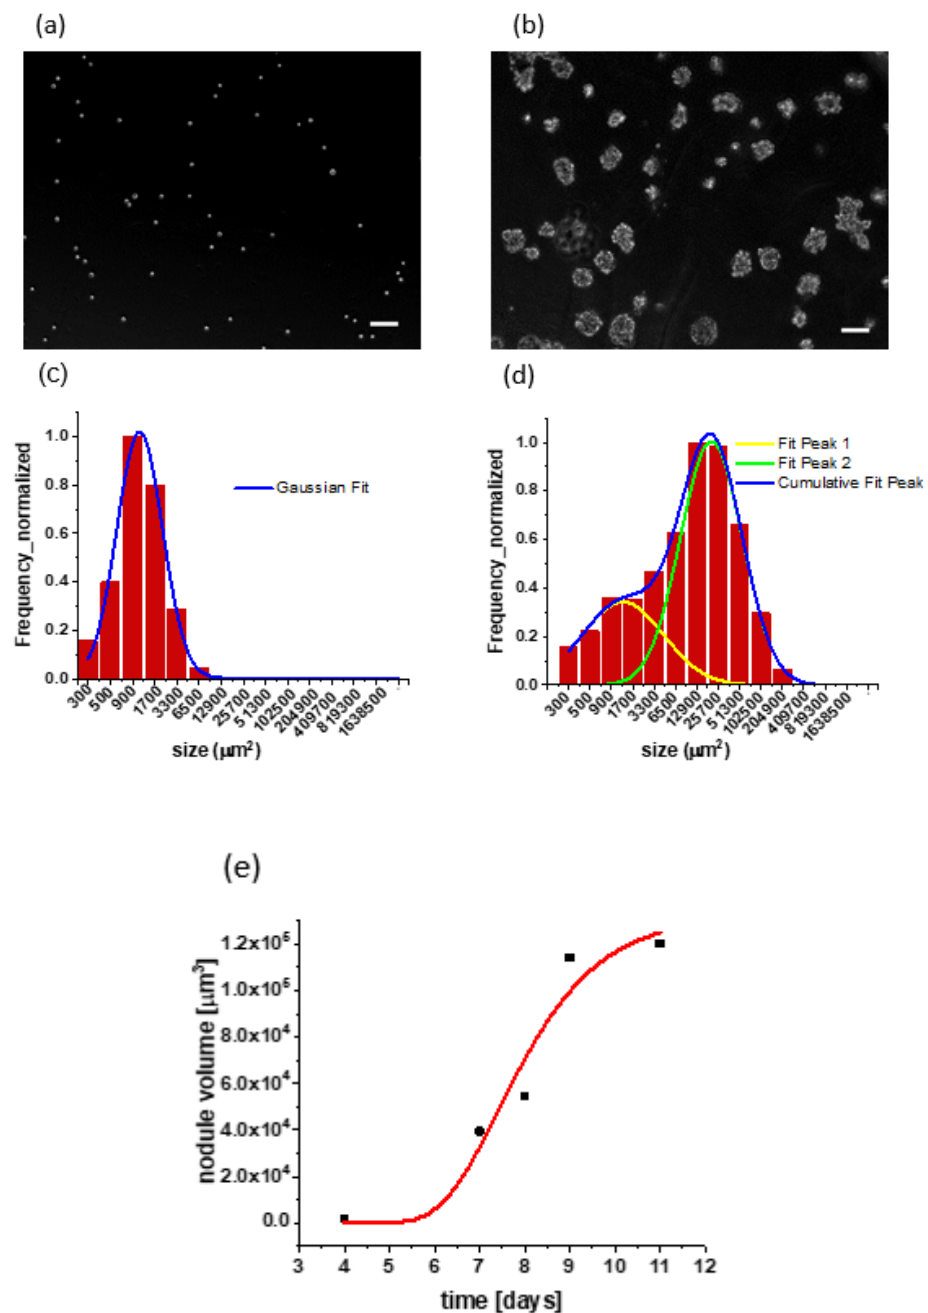 (a)
(b)
(c)
Frequency_normalized
1.0
0.8
0.6
0.4
0.2
0.0
Gaussian Fit
300
500
900
1700
3300
6500
12900
25700
51300
102500
204900
409700
819300
1638500
size (μm²)
(d)
Frequency_normalized
1.0
0.8
0.6
0.4
0.2
0.0
Fit Peak 1
Fit Peak 2
Cumulative Fit Peak
300
500
900
1700
3300
6500
12900
25700
51300
102500
204900
409700
819300
1638500
size (μm²)
(e)
nodule volume [μm³]
1.2x10⁵
1.0x10⁵
8.0x10⁴
6.0x10⁴
4.0x10⁴
2.0x10⁴
0.0
3 4 5 6 7 8 9 10 11 12
time [days]